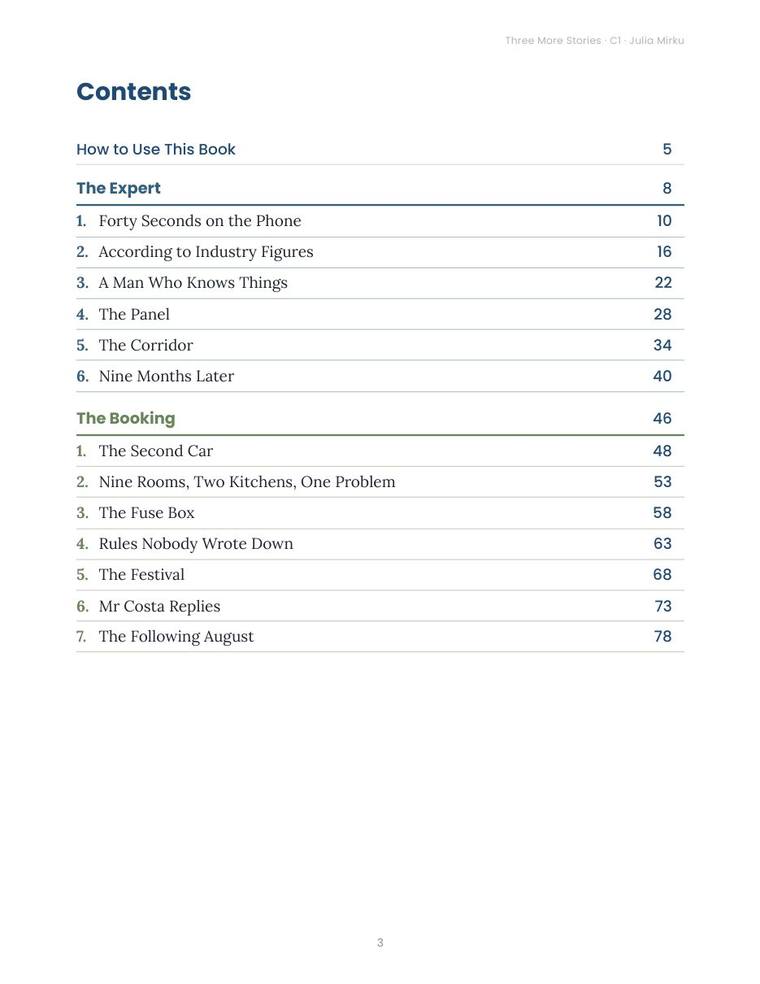 Three More Stories · C1 · Julia Mirku
Contents
How to Use This Book 5
The Expert 8
1. Forty Seconds on the Phone 10
2. According to Industry Figures 16
3. A Man Who Knows Things 22
4. The Panel 28
5. The Corridor 34
6. Nine Months Later 40
The Booking 46
1. The Second Car 48
2. Nine Rooms, Two Kitchens, One Problem 53
3. The Fuse Box 58
4. Rules Nobody Wrote Down 63
5. The Festival 68
6. Mr Costa Replies 73
7. The Following August 78
3